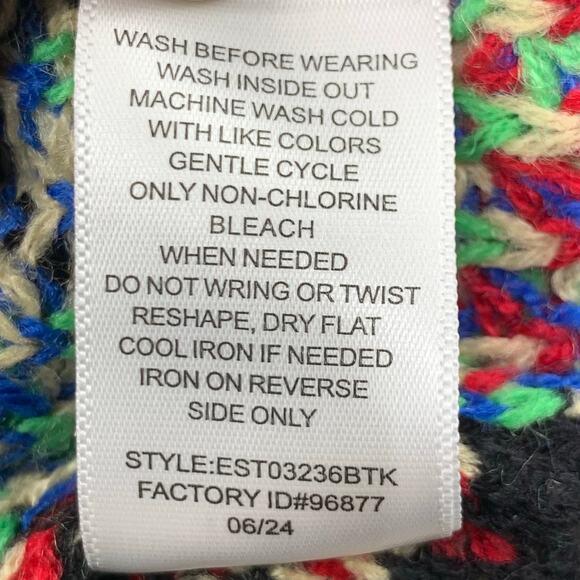 WASH BEFORE WEARING
WASH INSIDE OUT
MACHINE WASH COLD
WITH LIKE COLORS
GENTLE CYCLE
ONLY NON-CHLORINE
BLEACH
WHEN NEEDED
DO NOT WRING OR TWIST
RESHAPE, DRY FLAT
COOL IRON IF NEEDED
IRON ON REVERSE
SIDE ONLY
STYLE:EST03236BTK
FACTORY ID#96877
06/24